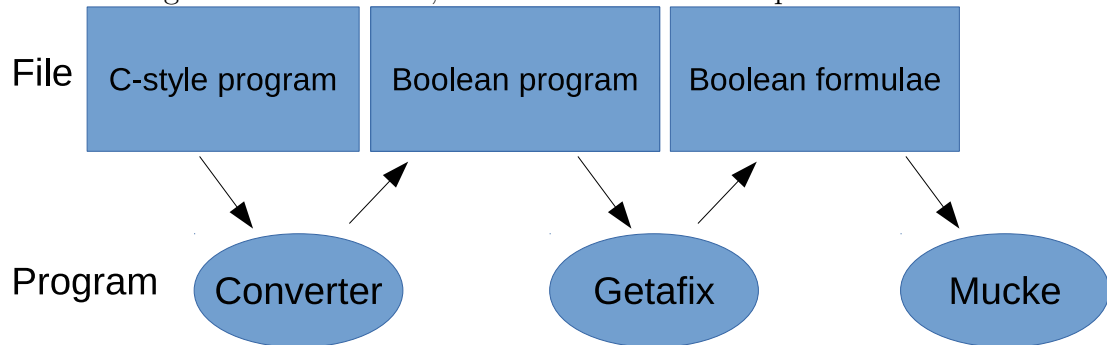 File
C-style program
Boolean program
Boolean formulae
Program
Converter
Getafix
Mucke